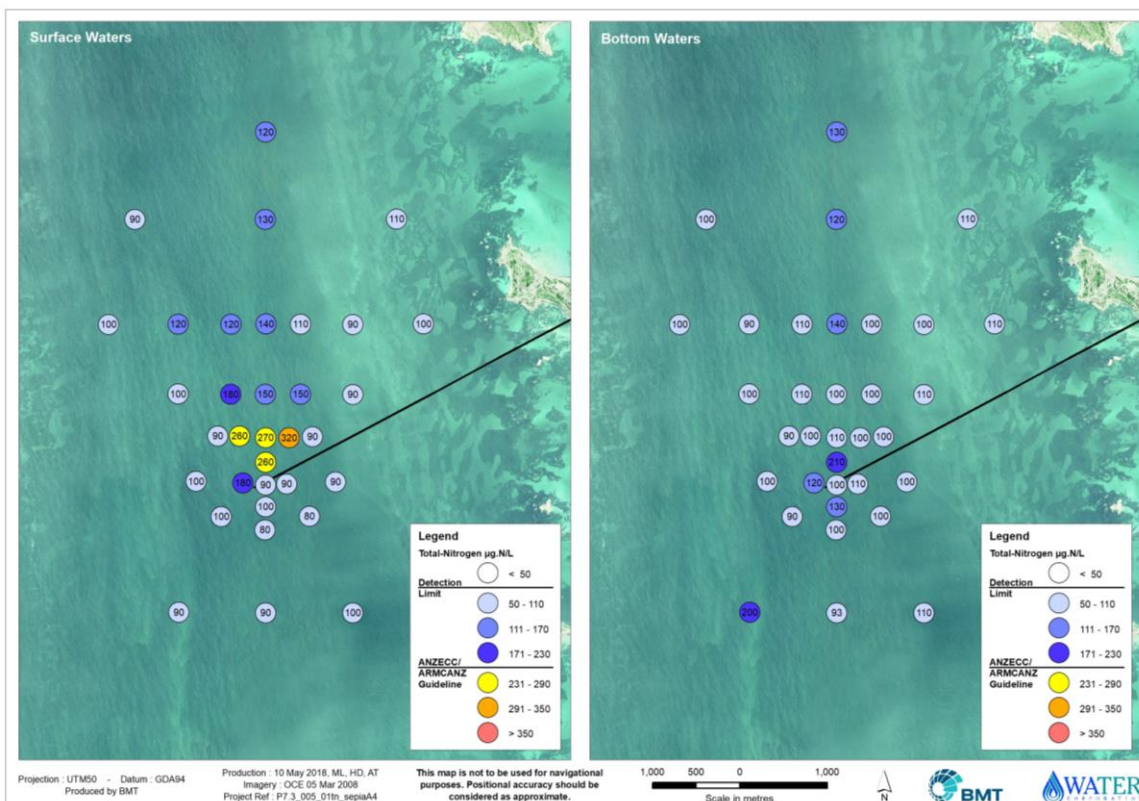 Surface Waters
120
90
130
110
100
120
120
140
110
90
100
100
180
150
150
90
90
260
270
320
90
260
100
180
90
90
90
100
100
80
80
90
90
100
Legend
Total-Nitrogen µg.N/L
< 50
Detection
Limit
50 - 110
111 - 170
171 - 230
ANZECC/
ARMCANZ
Guideline
231 - 290
291 - 350
> 350
Bottom Waters
130
100
120
110
100
90
110
140
100
100
110
100
110
100
100
110
90
100
110
100
100
210
100
120
100
110
100
130
90
100
100
200
93
110
Legend
Total-Nitrogen µg.N/L
< 50
Detection
Limit
50 - 110
111 - 170
171 - 230
ANZECC/
ARMCANZ
Guideline
231 - 290
291 - 350
> 350
Projection : UTM50 - Datum : GDA94
Produced by BMT
Production : 10 May 2018, ML, HD, AT
Imagery : OCE 05 Mar 2008
Project Ref : P7.3_005_01tn_sepiaA4
This map is not to be used for navigational
purposes. Positional accuracy should be
considered as approximate.
1,000 500 0 1,000
Scale in metres
N
BMT
WATER
CORPORATION